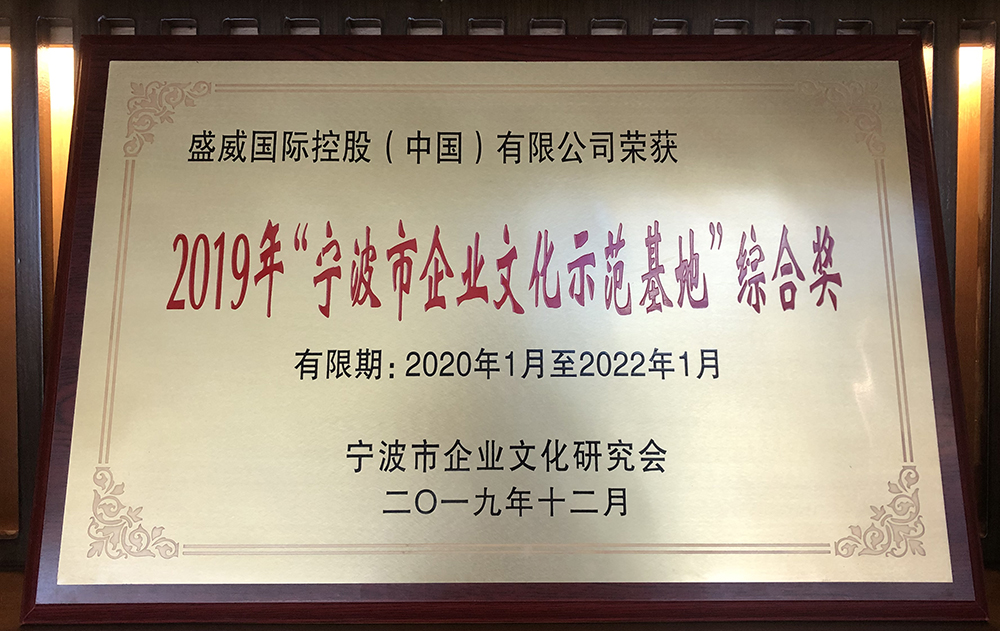 盛威国际控股（中国）有限公司荣获
2019年“宁波市企业文化示范基地”综合奖
有限期：2020年1月至2022年1月
宁波市企业文化研究会
二〇一九年十二月